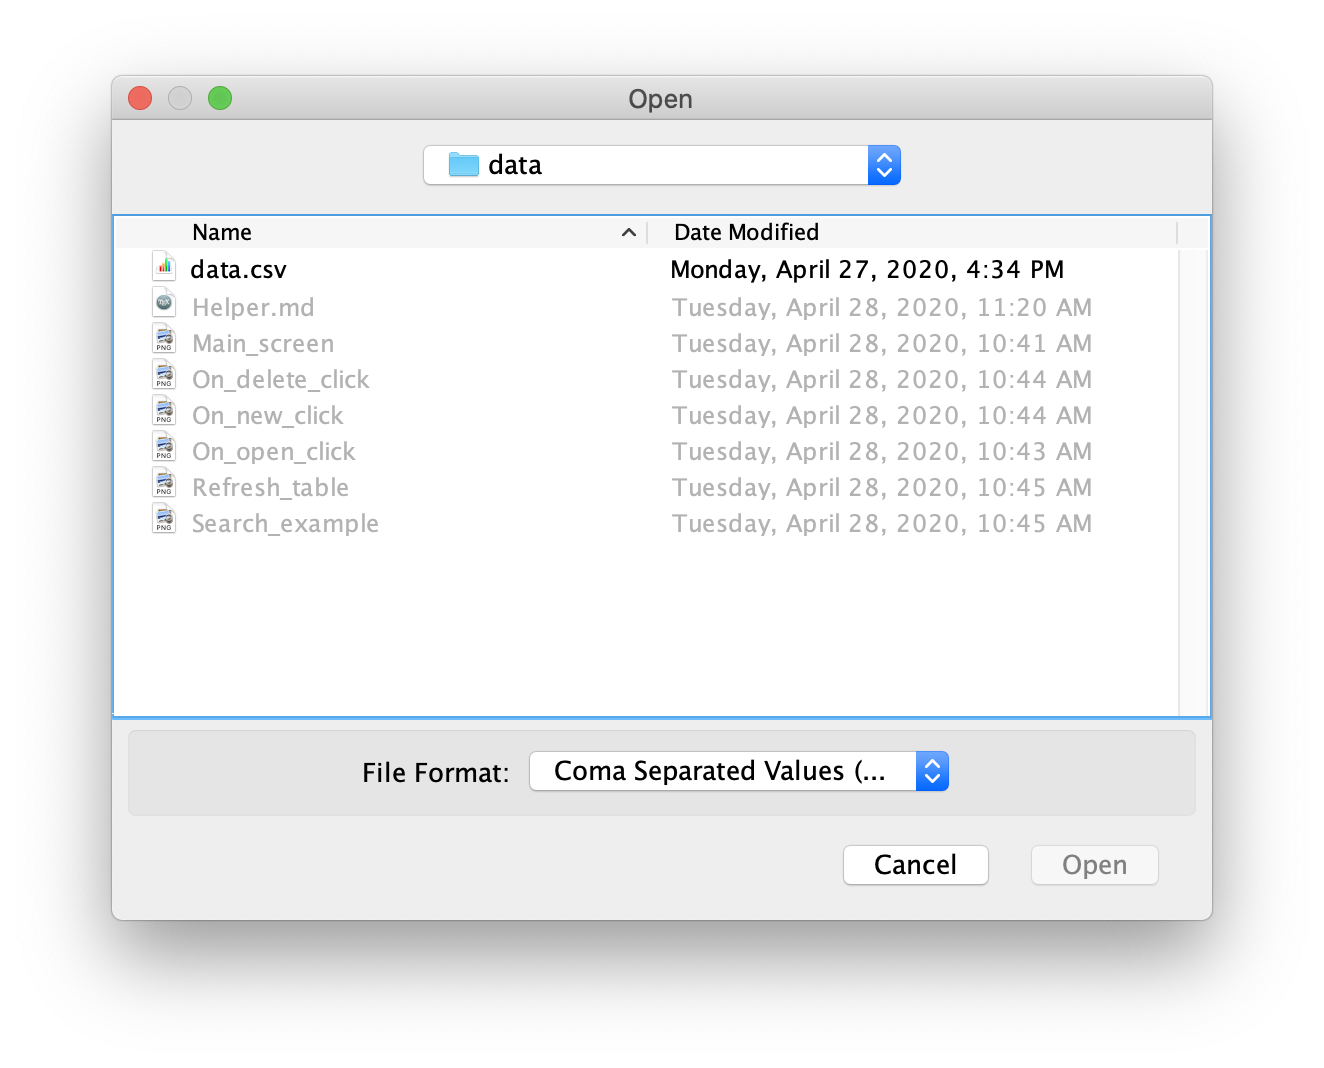 Open
data
Name Date Modified
data.csv Monday, April 27, 2020, 4:34 PM
Helper.md Tuesday, April 28, 2020, 11:20 AM
Main_screen Tuesday, April 28, 2020, 10:41 AM
On_delete_click Tuesday, April 28, 2020, 10:44 AM
On_new_click Tuesday, April 28, 2020, 10:44 AM
On_open_click Tuesday, April 28, 2020, 10:43 AM
Refresh_table Tuesday, April 28, 2020, 10:45 AM
Search_example Tuesday, April 28, 2020, 10:45 AM
File Format: Coma Separated Values (...
Cancel Open